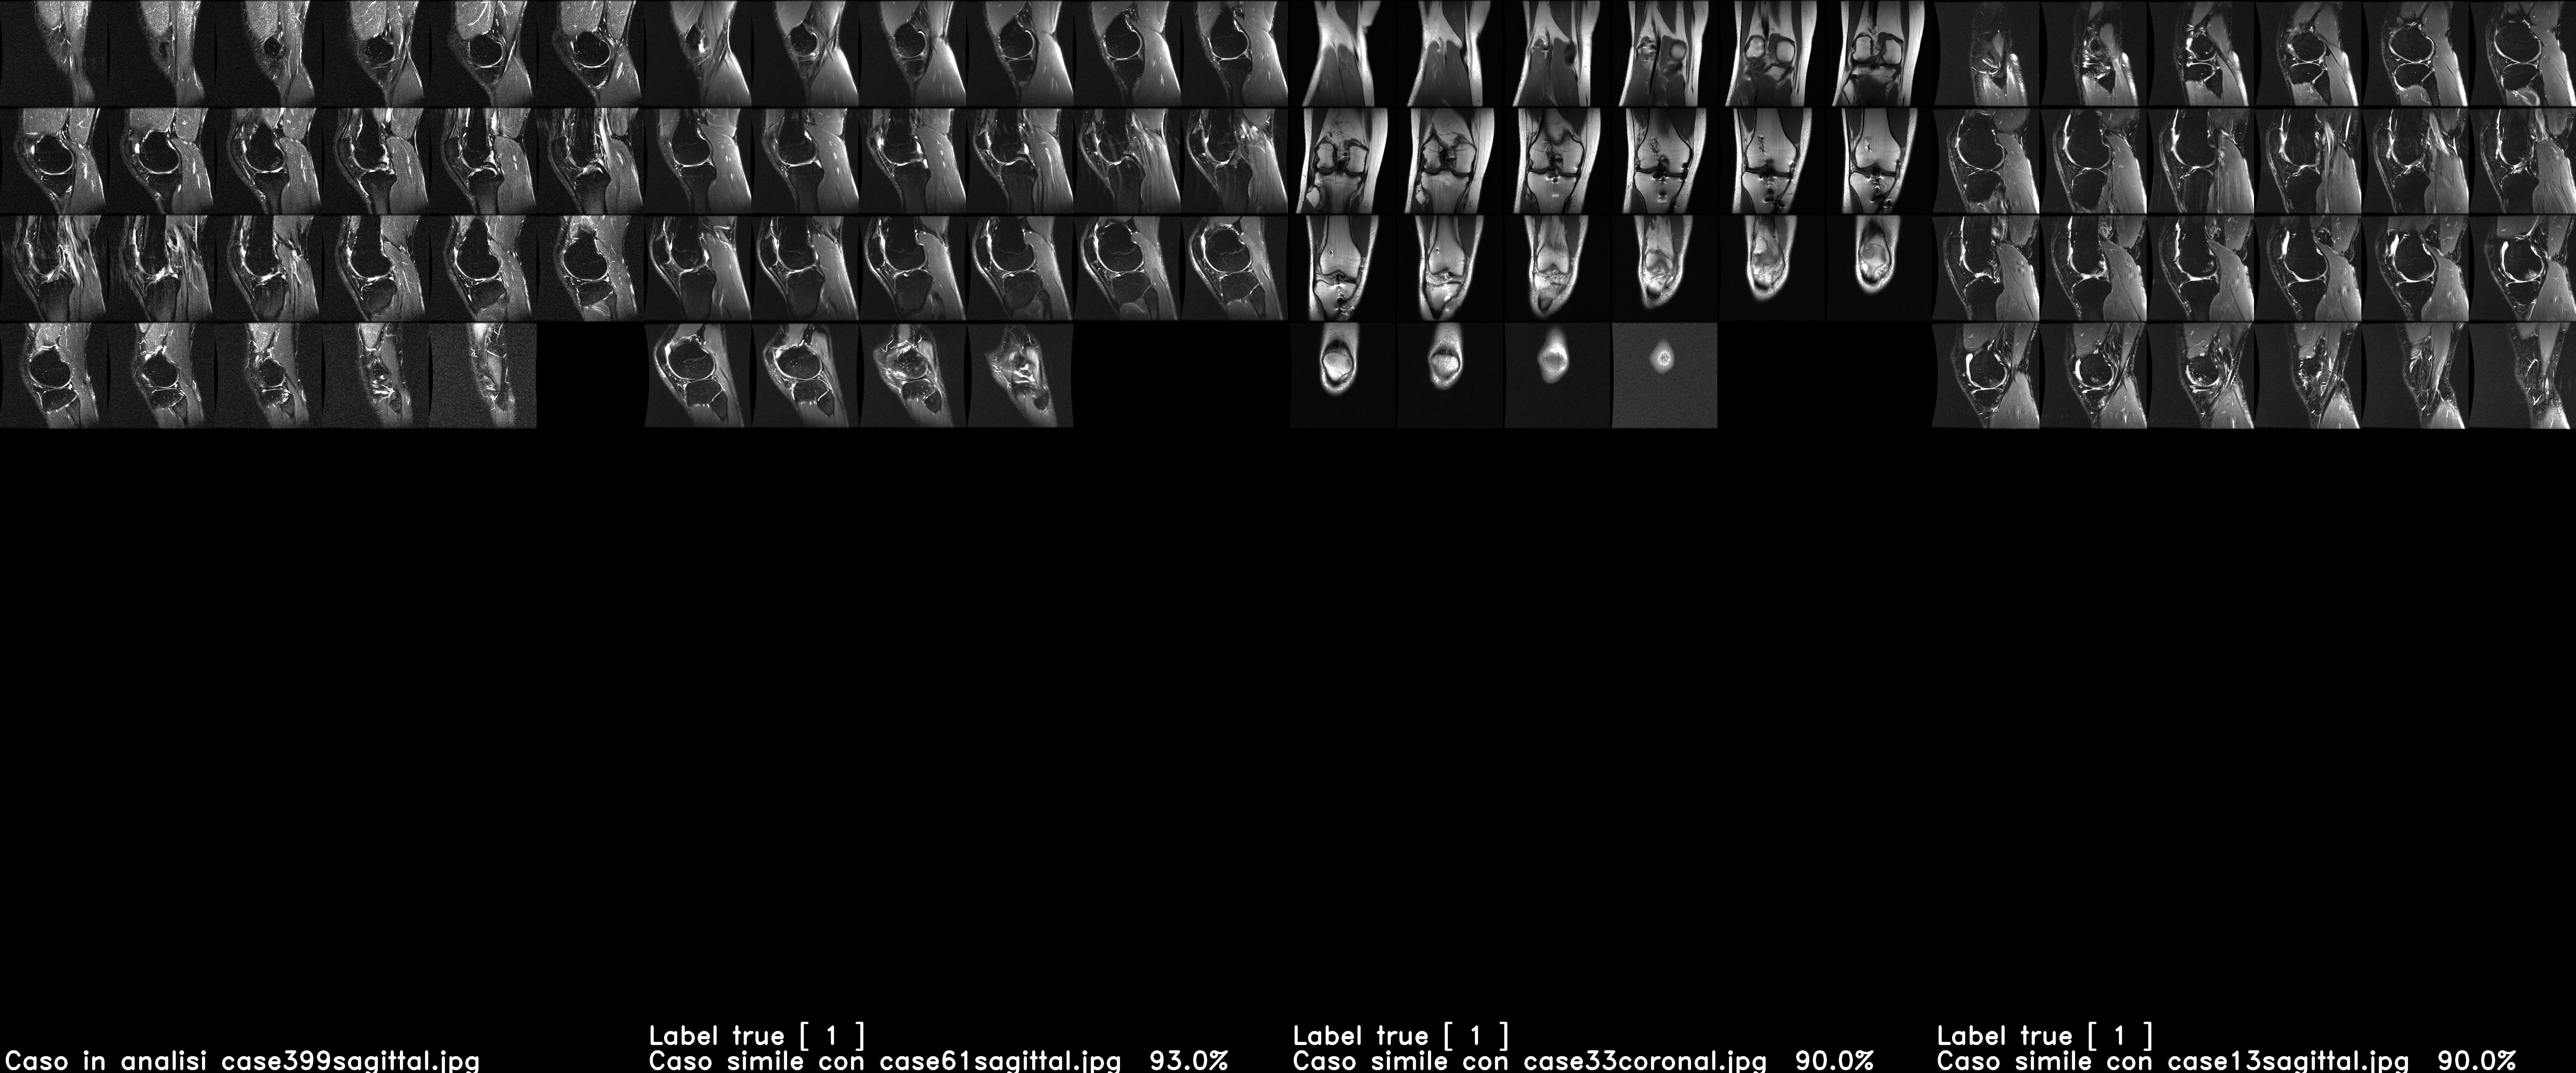 Caso in analisi case399sagittal.jpg
Label true [ 1 ]
Caso simile con case61sagittal.jpg 93.0%
Label true [ 1 ]
Caso simile con case33coronal.jpg 90.0%
Label true [ 1 ]
Caso simile con case13sagittal.jpg 90.0%